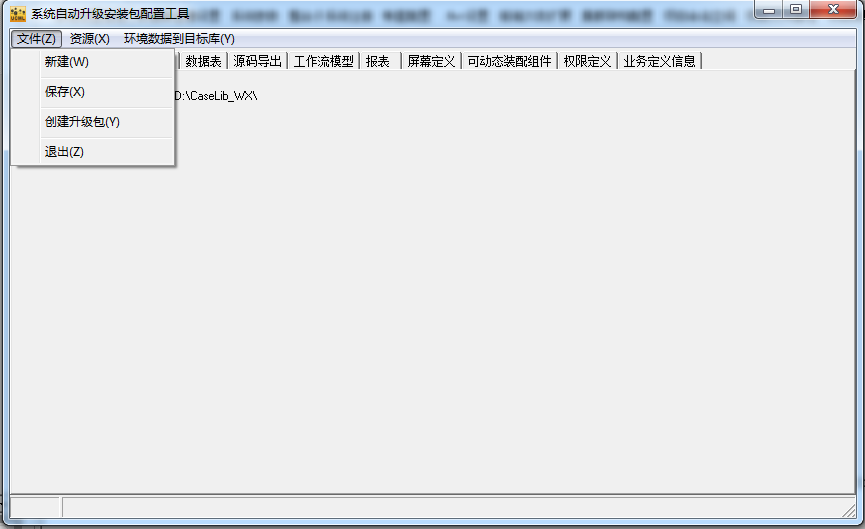 系统自动升级安装包配置工具
文件(Z) 资源(X) 环境数据到目标库(Y)
新建(W)
数据表 源码导出 工作流模型 报表 屏幕定义 可动态装配组件 权限定义 业务定义信息
保存(X)
D:\CaseLib_WX\
创建升级包(Y)
退出(Z)